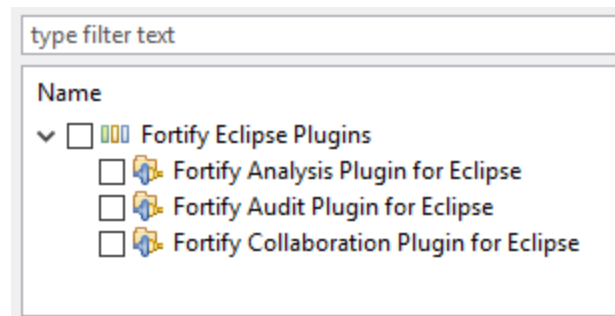 type filter text
Name
Fortify Eclipse Plugins
Fortify Analysis Plugin for Eclipse
Fortify Audit Plugin for Eclipse
Fortify Collaboration Plugin for Eclipse